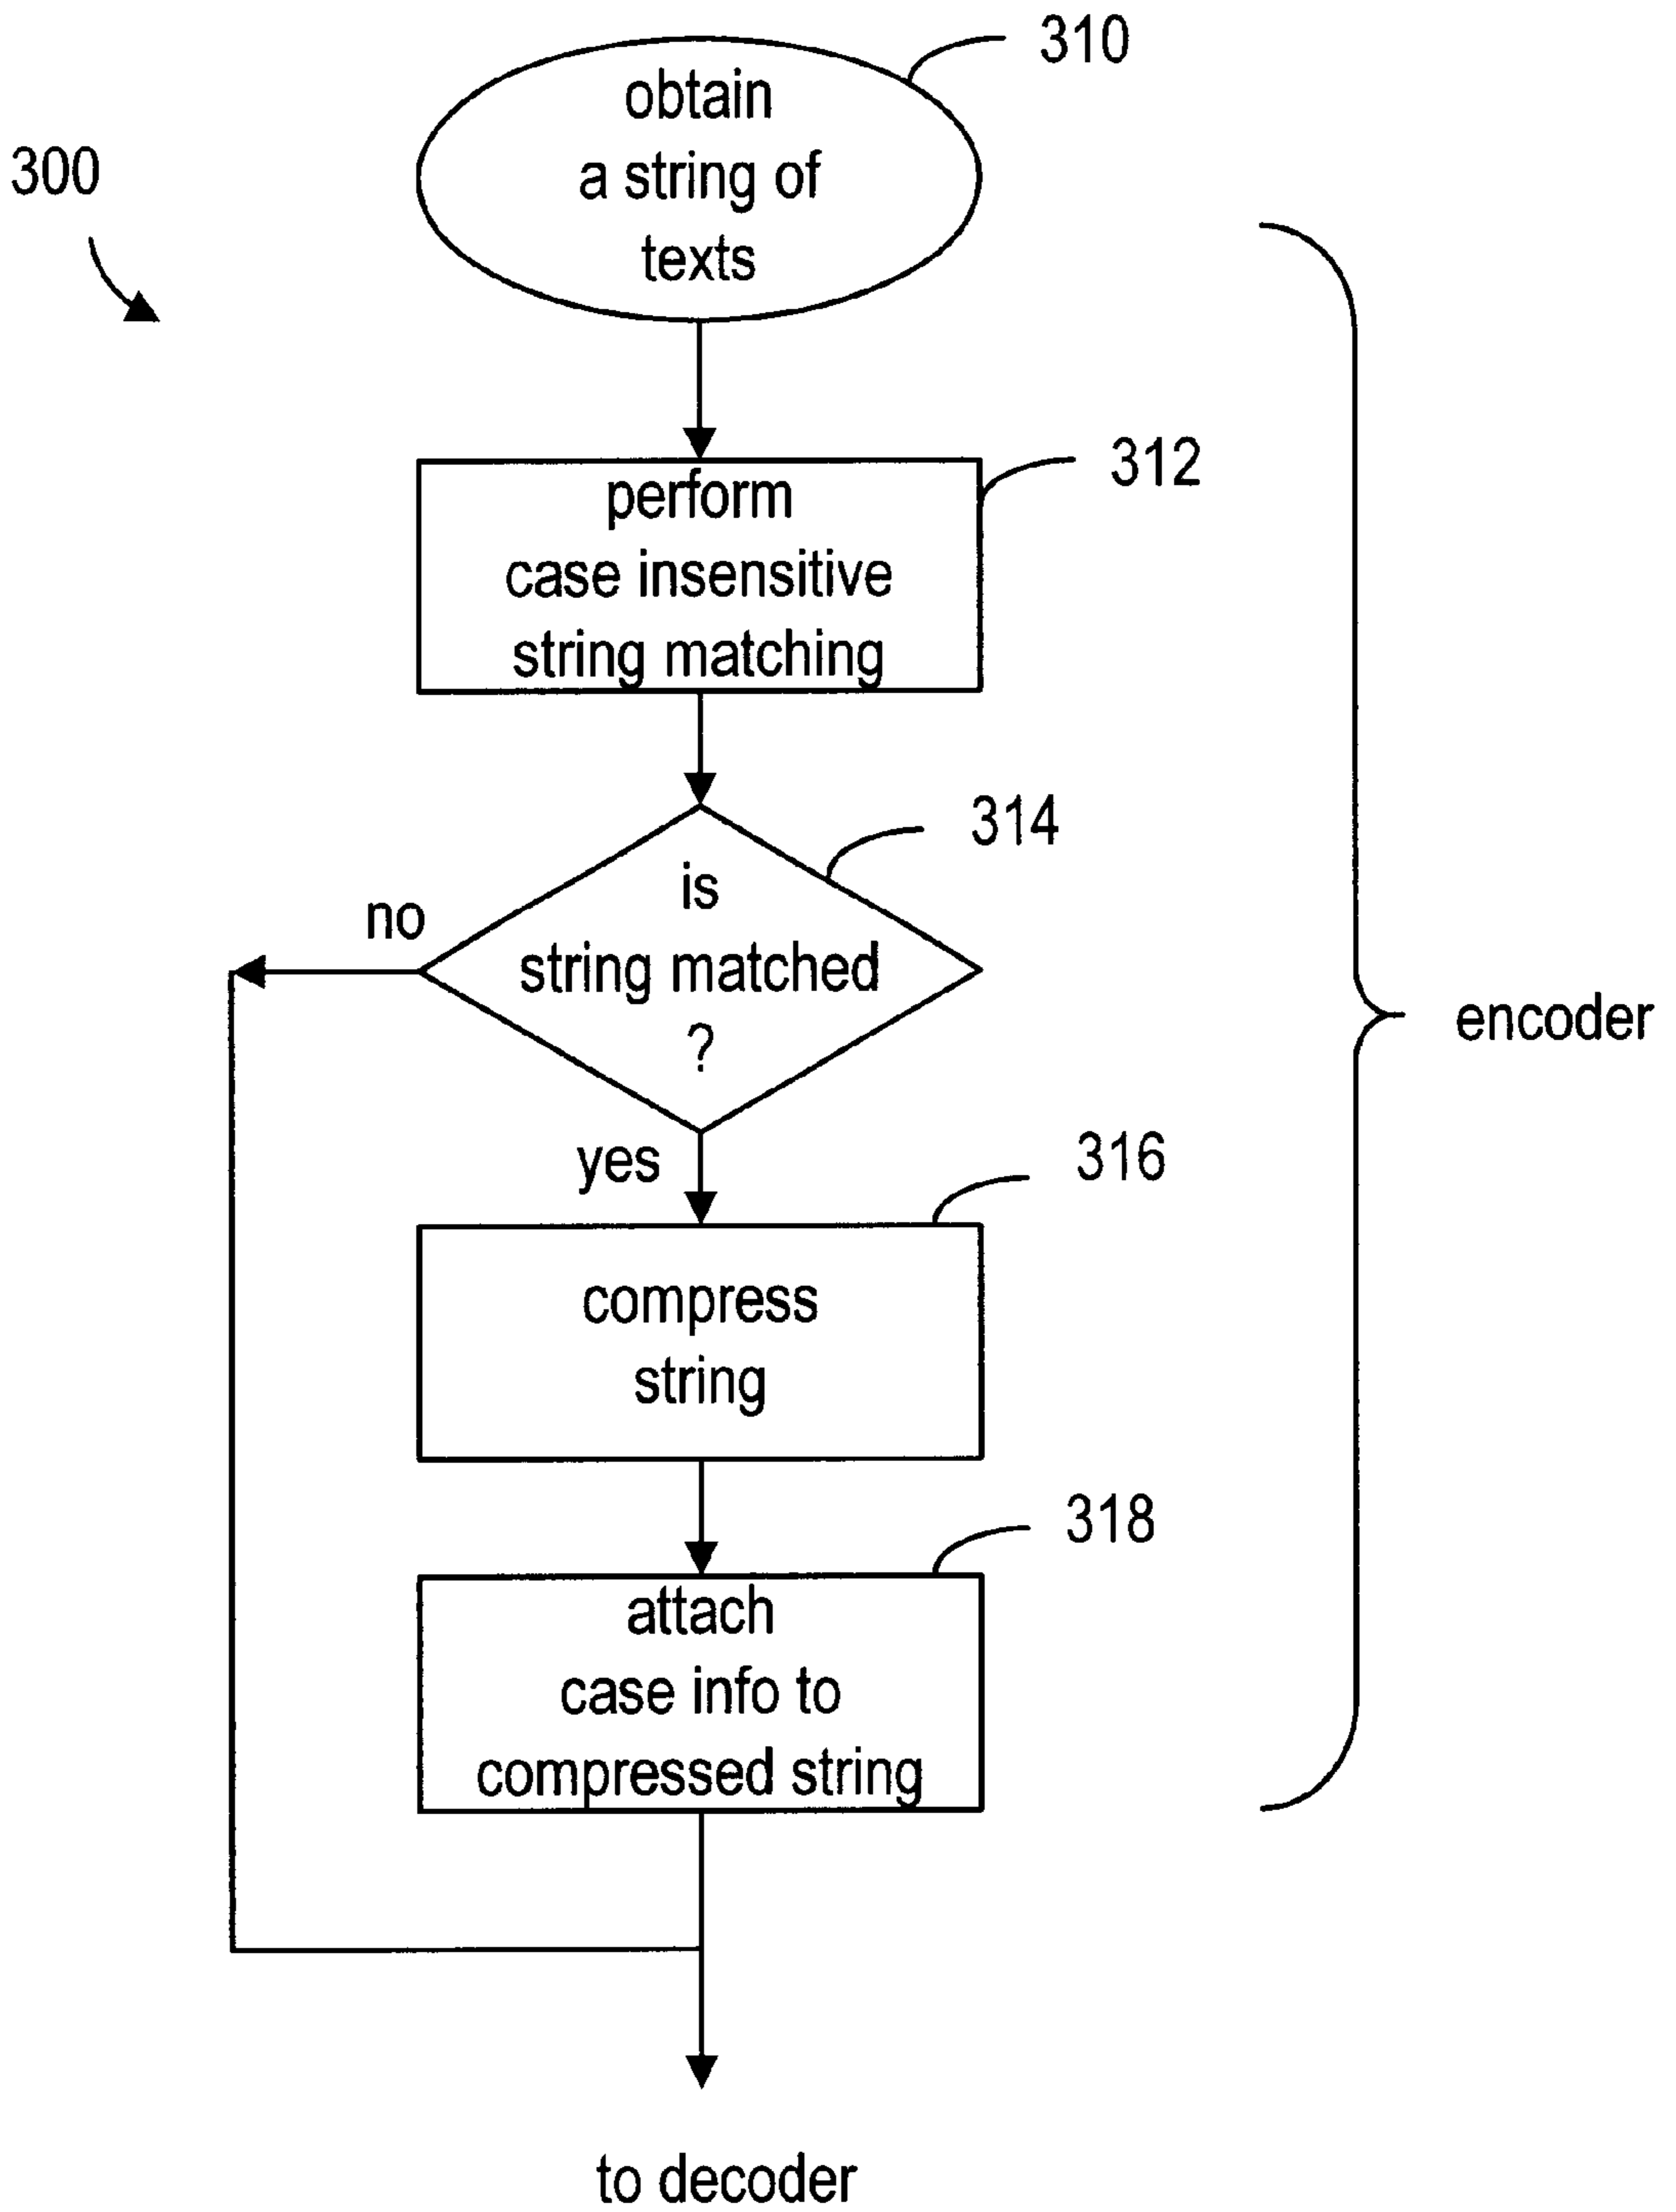 310
obtain
a string of
texts
300
312
perform
case insensitive
string matching
314
is
string matched
?
no
encoder
yes
316
compress
string
318
attach
case info to
compressed string
to decoder